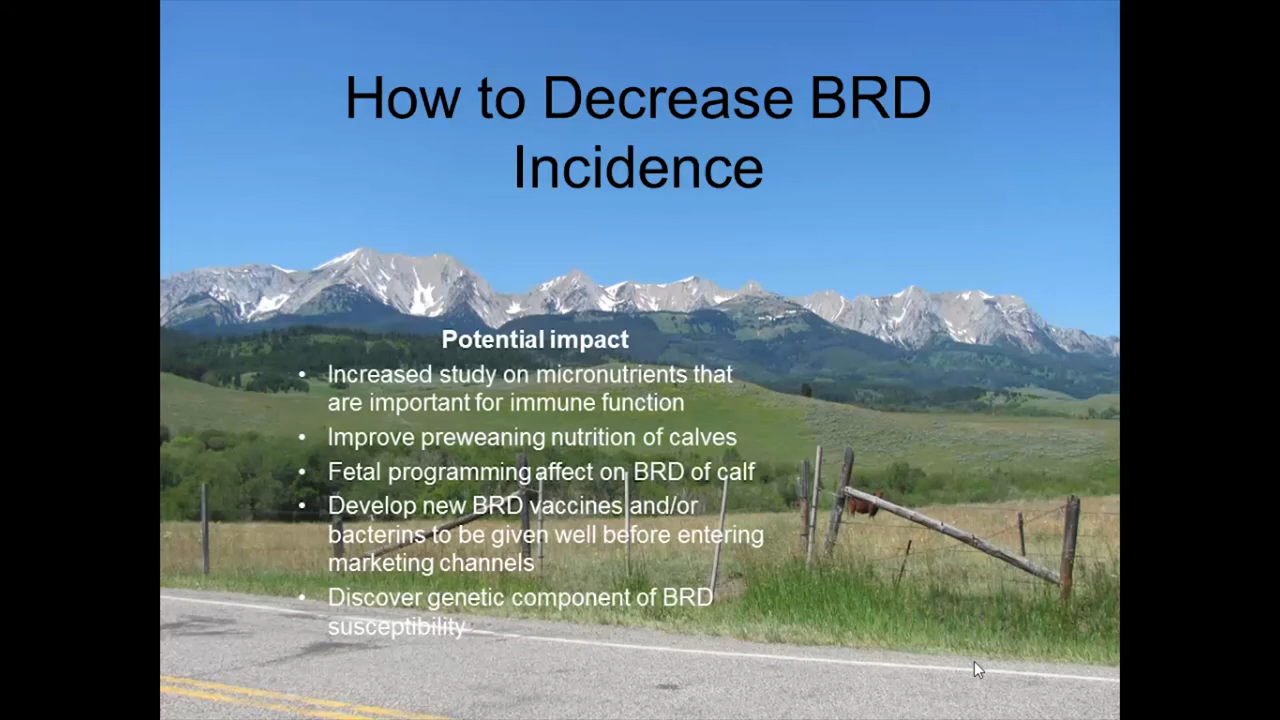 How to Decrease BRD
Incidence
Potential impact
• Increased study on micronutrients that
are important for immune function
• Improve preweaning nutrition of calves
• Fetal programming affect on BRD of calf
• Develop new BRD vaccines and/or
bacterins to be given well before entering
marketing channels
• Discover genetic component of BRD
susceptibility